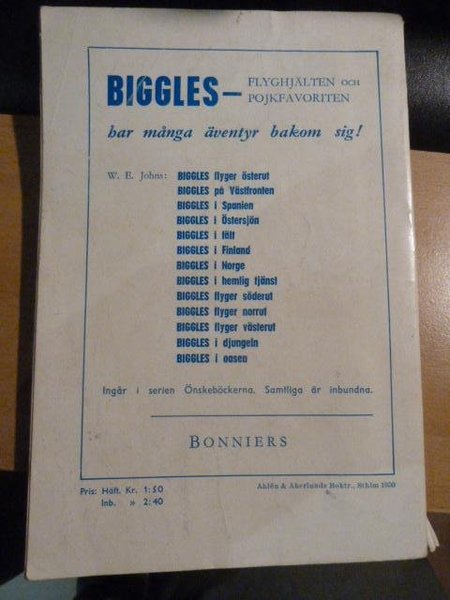 BIGGLES — FLYGHJÄLTEN OCH
POJKFAVORITEN
har många äventyr bakom sig!
W. E. Johns: BIGGLES flyger österut
BIGGLES på Västfronten
BIGGLES i Spanien
BIGGLES i Östersjön
BIGGLES i fält
BIGGLES i Finland
BIGGLES i Norge
BIGGLES i hemlig tjänst
BIGGLES flyger söderut
BIGGLES flyger norrut
BIGGLES flyger västerut
BIGGLES i djungeln
BIGGLES i oasen
Ingår i serien Önskeböckerna. Samtliga är inbundna.
BONNIERS
Pris: Häft. Kr. 1:50
Inb. » 2:40
Åhlén & Åkerlunds Boktr., Sthlm 1950